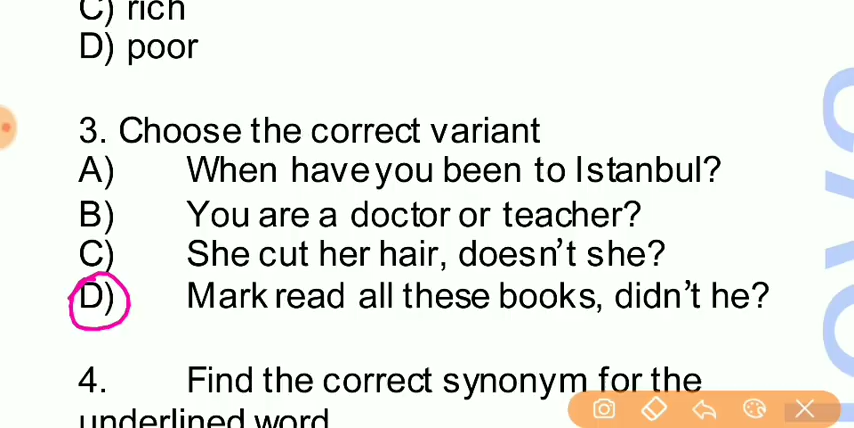 C) rich
D) poor
3. Choose the correct variant
A) When have you been to Istanbul?
B) You are a doctor or teacher?
C) She cut her hair, doesn't she?
D) Mark read all these books, didn't he?
4. Find the correct synonym for the
underlined word